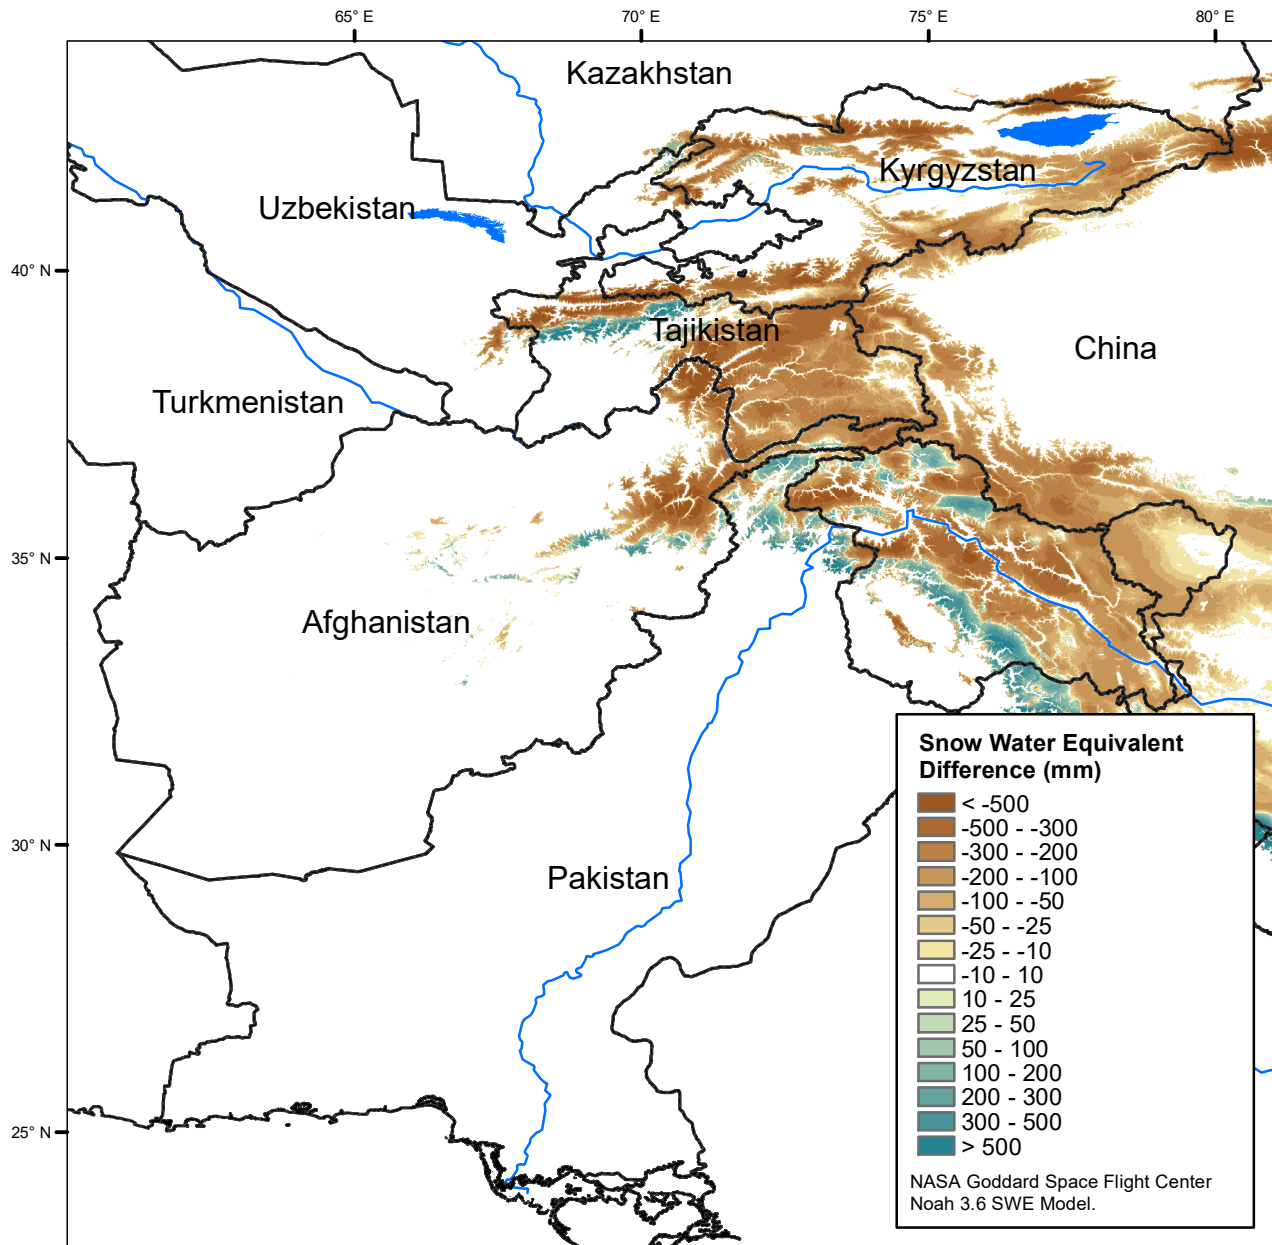 65° E
70° E
75° E
80° E
Kazakhstan
Kyrgyzstan
Uzbekistan
40° N
Tajikistan
China
Turkmenistan
35° N
Afghanistan
Snow Water Equivalent
Difference (mm)
< -500
-500 - -300
-300 - -200
-200 - -100
-100 - -50
-50 - -25
-25 - -10
-10 - 10
10 - 25
25 - 50
50 - 100
100 - 200
200 - 300
300 - 500
> 500
NASA Goddard Space Flight Center
Noah 3.6 SWE Model.
30° N
Pakistan
25° N